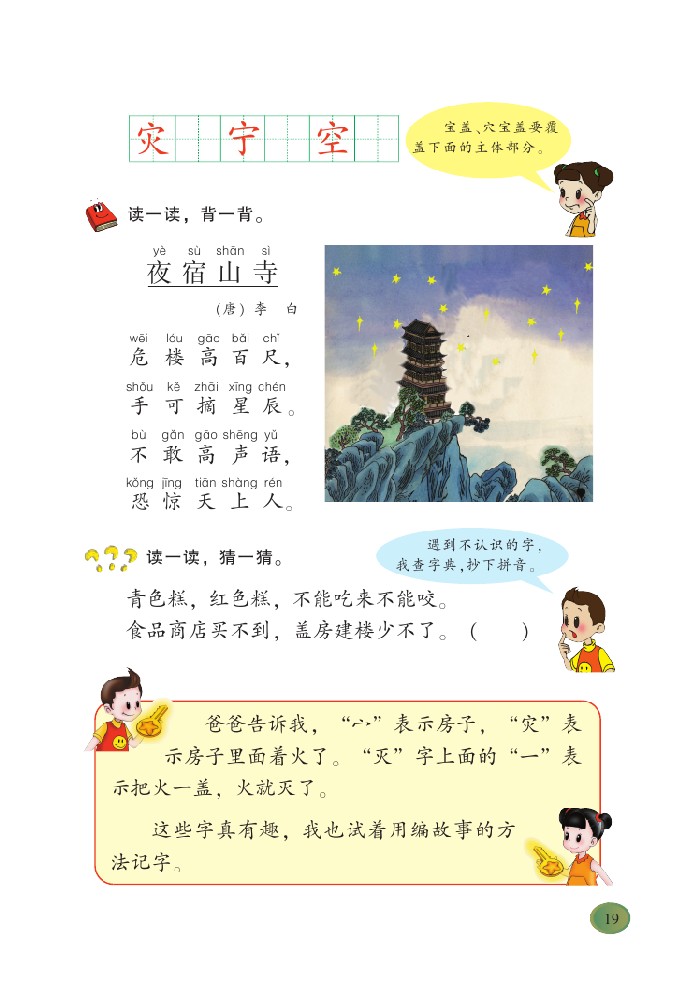 灾 宁 空
宝盖、穴宝盖要覆
盖下面的主体部分。
读一读，背一背。
yè sù shān sì
夜宿山寺
（唐）李 白
wēi lóu gāo bǎi chǐ
危楼高百尺，
shǒu kě zhāi xīng chén
手可摘星辰。
bù gǎn gāo shēng yǔ
不敢高声语，
kǒng jīng tiān shàng rén
恐惊天上人。
读一读，猜一猜。
遇到不认识的字，
我查字典，抄下拼音。
青色糕，红色糕，不能吃来不能咬。
食品商店买不到，盖房建楼少不了。（ ）
爸爸告诉我，“宀”表示房子，“灾”表
示房子里面着火了。“灭”字上面的“一”表
示把火一盖，火就灭了。
这些字真有趣，我也试着用编故事的方
法记字。
19